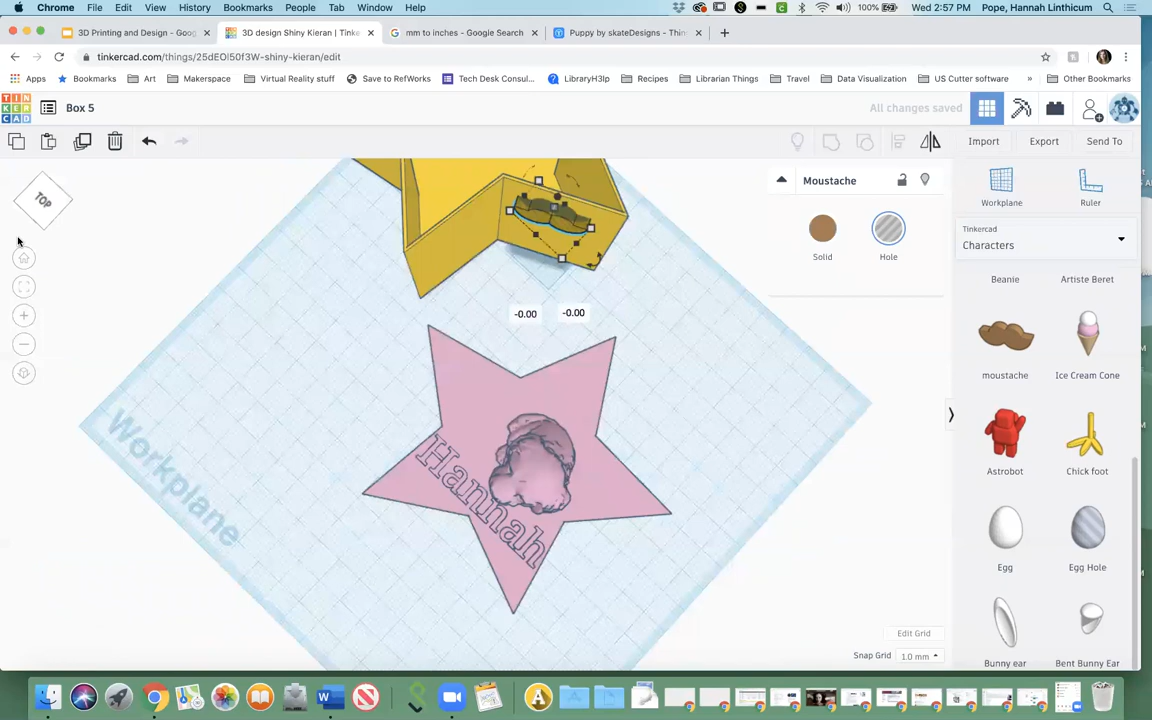 Chrome File Edit View History Bookmarks People Tab Window Help 100% Wed 2:57 PM Pope, Hannah Linthicum
3D Printing and Design - Goog 3D design Shiny Kieran | Tinke mm to inches - Google Search Puppy by skateDesigns - Thin
tinkercad.com/things/25dEO!50f3W-shiny-kieran/edit
Apps Bookmarks Art Makerspace Virtual Reality stuff Save to RefWorks Tech Desk Consul... LibraryH3lp Recipes Librarian Things Travel Data Visualization US Cutter software » Other Bookmarks
TIN
KER
CAD
Box 5
All changes saved
Import Export Send To
TOP
Moustache
Solid Hole
Workplane Ruler
Tinkercad
Characters
Beanie Artiste Beret
moustache Ice Cream Cone
Astrobot Chick foot
Egg Egg Hole
Bunny ear Bent Bunny Ear
-0.00 -0.00
Hannah
Workplane
Edit Grid
Snap Grid 1.0 mm